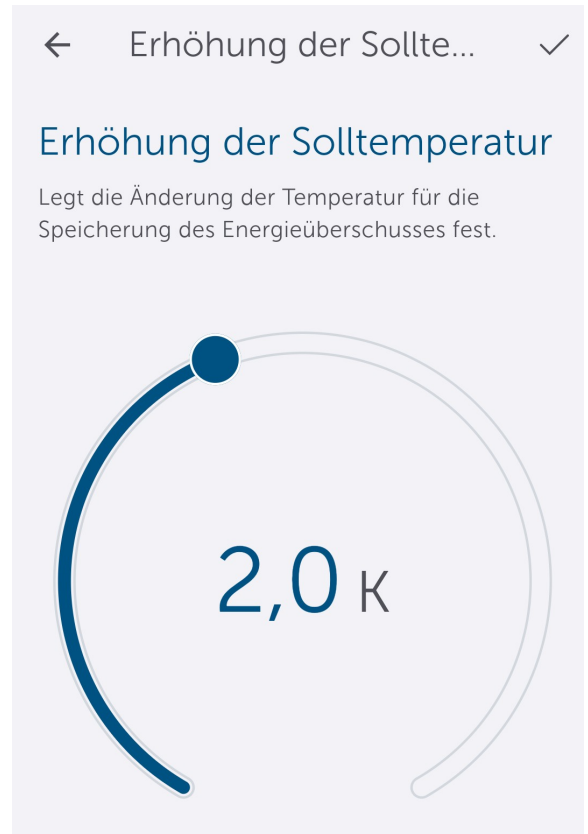 Erhöhung der Sollte...
Erhöhung der Solltemperatur
Legt die Änderung der Temperatur für die
Speicherung des Energieüberschusses fest.
2,0 K